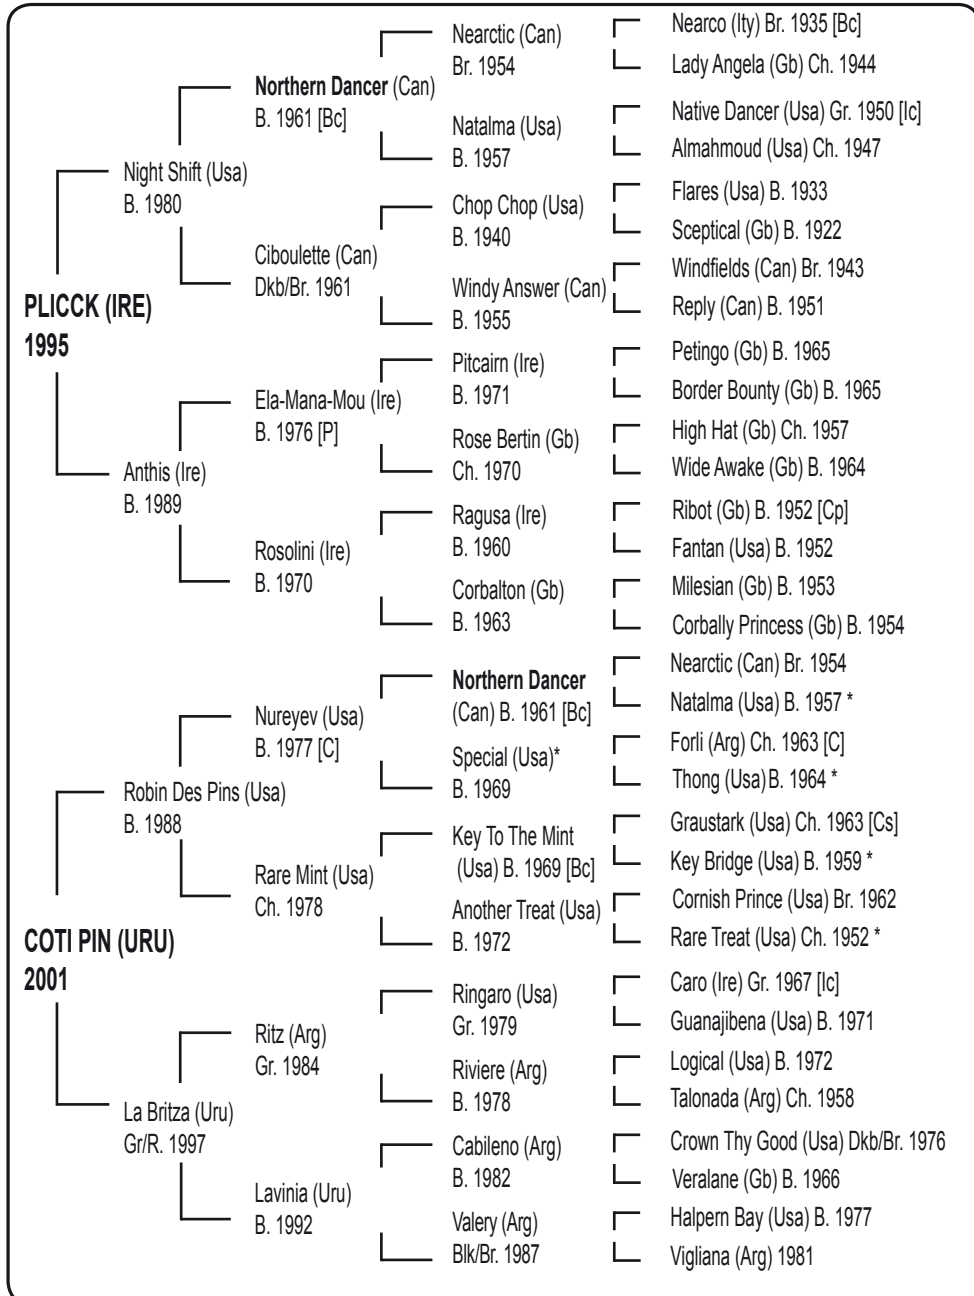 PLICCK (IRE)
1995
Night Shift (Usa)
B. 1980
Northern Dancer (Can)
B. 1961 [Bc]
Nearctic (Can)
Br. 1954
Nearco (Ity) Br. 1935 [Bc]
Lady Angela (Gb) Ch. 1944
Natalma (Usa)
B. 1957
Native Dancer (Usa) Gr. 1950 [Ic]
Almahmoud (Usa) Ch. 1947
Ciboulette (Can)
Dkb/Br. 1961
Chop Chop (Usa)
B. 1940
Flares (Usa) B. 1933
Sceptical (Gb) B. 1922
Windy Answer (Can)
B. 1955
Windfields (Can) Br. 1943
Reply (Can) B. 1951
Anthis (Ire)
B. 1989
Ela-Mana-Mou (Ire)
B. 1976 [P]
Pitcairn (Ire)
B. 1971
Petingo (Gb) B. 1965
Border Bounty (Gb) B. 1965
Rose Bertin (Gb)
Ch. 1970
High Hat (Gb) Ch. 1957
Wide Awake (Gb) B. 1964
Rosolini (Ire)
B. 1970
Ragusa (Ire)
B. 1960
Ribot (Gb) B. 1952 [Cp]
Fantan (Usa) B. 1952
Corbalton (Gb)
B. 1963
Milesian (Gb) B. 1953
Corbally Princess (Gb) B. 1954
COTI PIN (URU)
2001
Robin Des Pins (Usa)
B. 1988
Nureyev (Usa)
B. 1977 [C]
Northern Dancer
(Can) B. 1961 [Bc]
Nearctic (Can) Br. 1954
Natalma (Usa) B. 1957 *
Special (Usa)*
B. 1969
Forli (Arg) Ch. 1963 [C]
Thong (Usa) B. 1964 *
Rare Mint (Usa)
Ch. 1978
Key To The Mint
(Usa) B. 1969 [Bc]
Graustark (Usa) Ch. 1963 [Cs]
Key Bridge (Usa) B. 1959 *
Another Treat (Usa)
B. 1972
Cornish Prince (Usa) Br. 1962
Rare Treat (Usa) Ch. 1952 *
La Britza (Uru)
Gr/R. 1997
Ritz (Arg)
Gr. 1984
Ringaro (Usa)
Gr. 1979
Caro (Ire) Gr. 1967 [Ic]
Guanajibena (Usa) B. 1971
Riviere (Arg)
B. 1978
Logical (Usa) B. 1972
Talonada (Arg) Ch. 1958
Lavinia (Uru)
B. 1992
Cabileno (Arg)
B. 1982
Crown Thy Good (Usa) Dkb/Br. 1976
Veralane (Gb) B. 1966
Valery (Arg)
Blk/Br. 1987
Halpern Bay (Usa) B. 1977
Vigliana (Arg) 1981